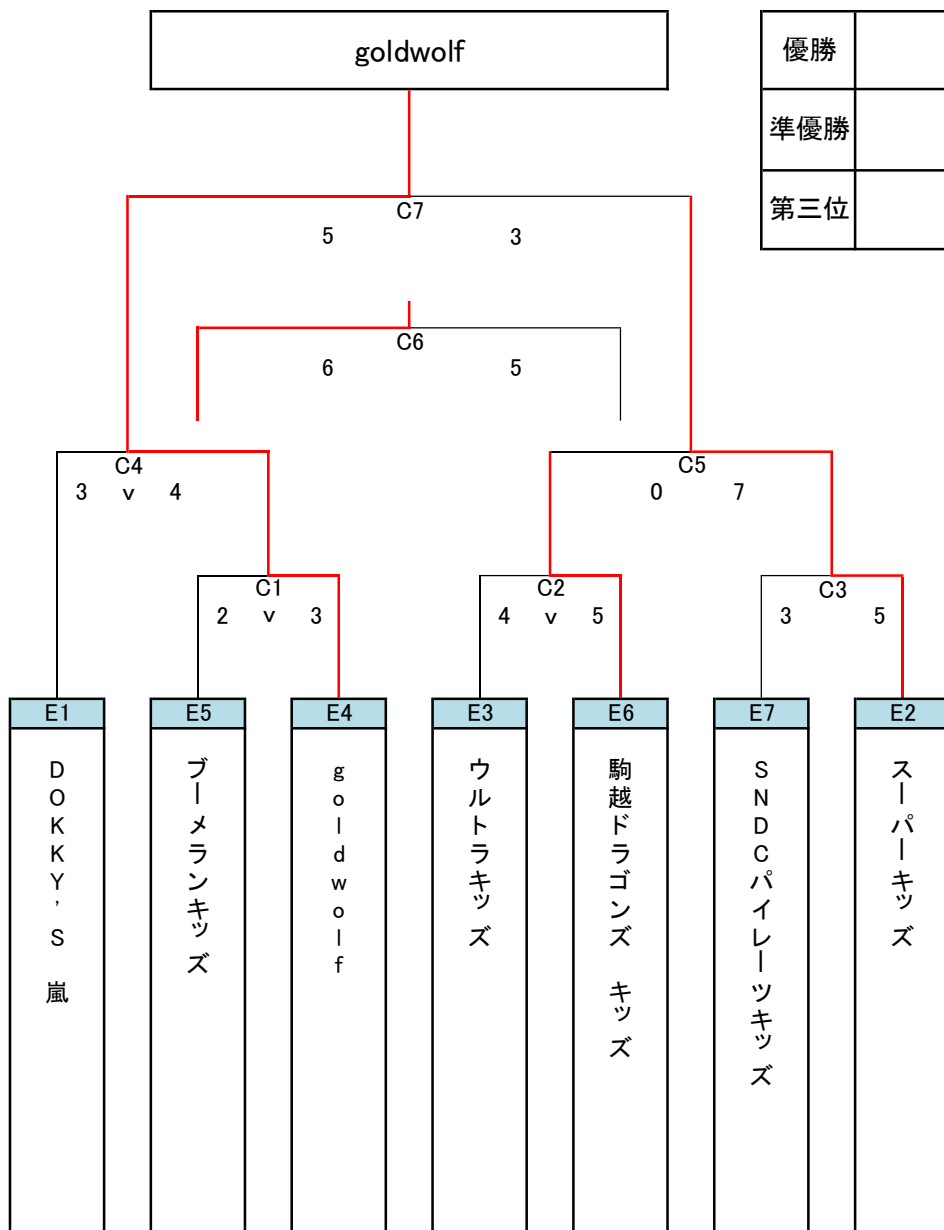 goldwolf
優勝
準優勝
第三位
C7
5 3
C6
6 5
C4
3 v 4
C5
0 7
C1
2 v 3
C2
4 v 5
C3
3 5
E1 E5 E4 E3 E6 E7 E2
DOKKY'S 嵐
ブーメランキッズ
goldwolf
ウルトラキッズ
駒越ドラゴンズ キッズ
SNDCパイレーツキッズ
スーパーキッズ